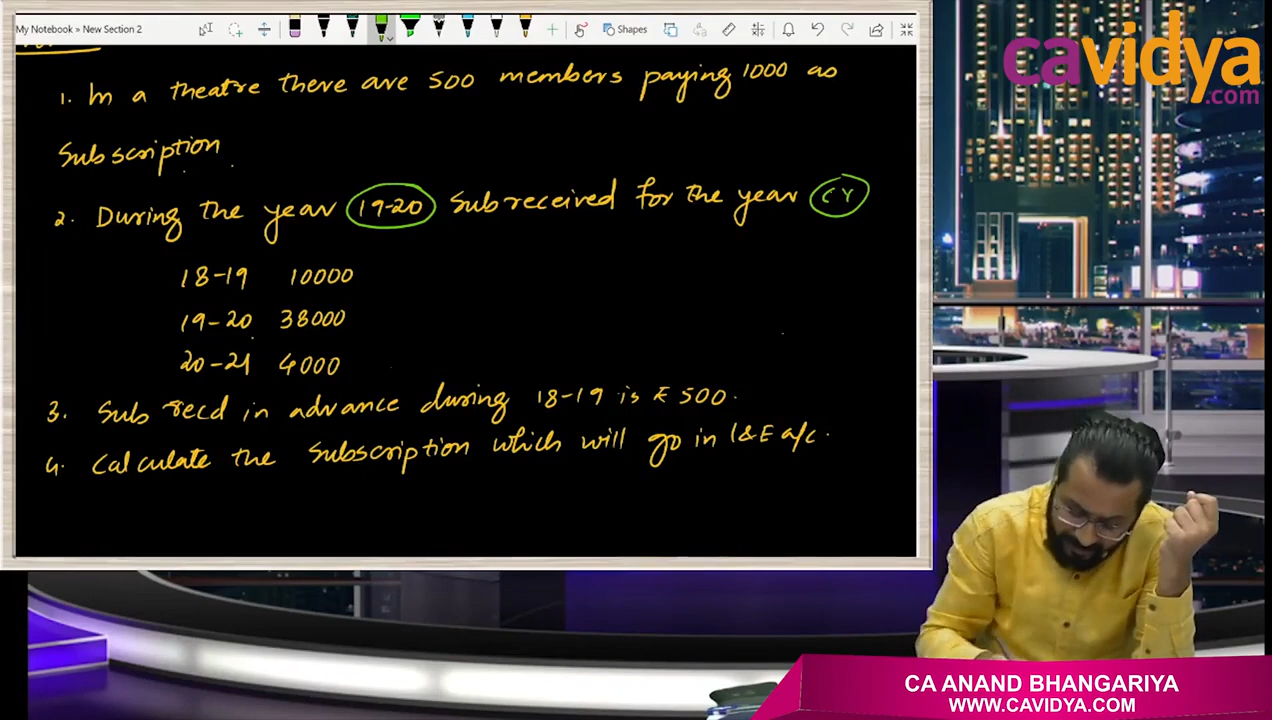 My Notebook » New Section 2
Shapes
cavidya
.com
1. In a theatre there are 500 members paying 1000 as
Subscription
2. During the year 19-20 Sub received for the year CY
18-19 10000
19-20 38000
20-21 4000
3. Sub recd in advance during 18-19 is ₹ 500.
4. Calculate the Subscription which will go in I&E a/c.
CA ANAND BHANGARIYA
WWW.CAVIDYA.COM